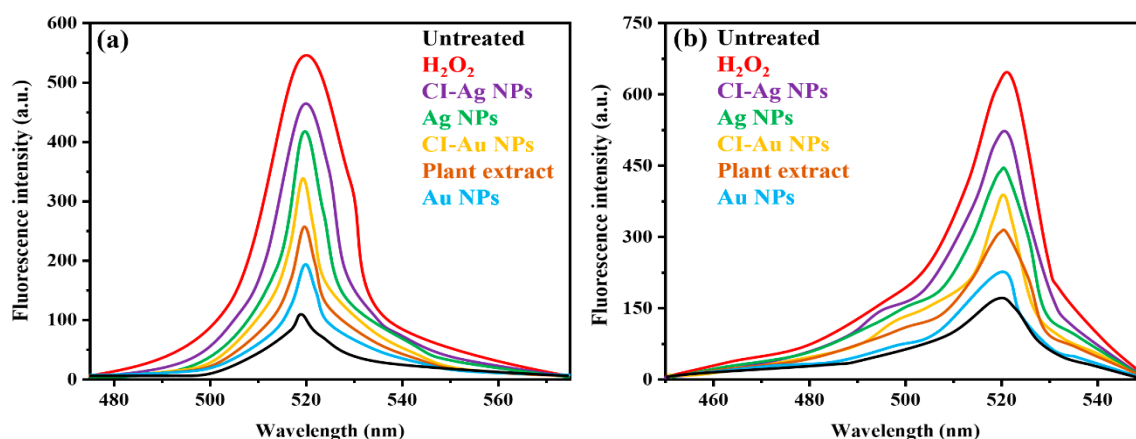 (a)
Untreated
H₂O₂
CI-Ag NPs
Ag NPs
CI-Au NPs
Plant extract
Au NPs
Fluorescence intensity (a.u.)
600
500
400
300
200
100
0
480 500 520 540 560
Wavelength (nm)
(b)
Untreated
H₂O₂
CI-Ag NPs
Ag NPs
CI-Au NPs
Plant extract
Au NPs
Fluorescence intensity (a.u.)
750
600
450
300
150
0
460 480 500 520 540
Wavelength (nm)